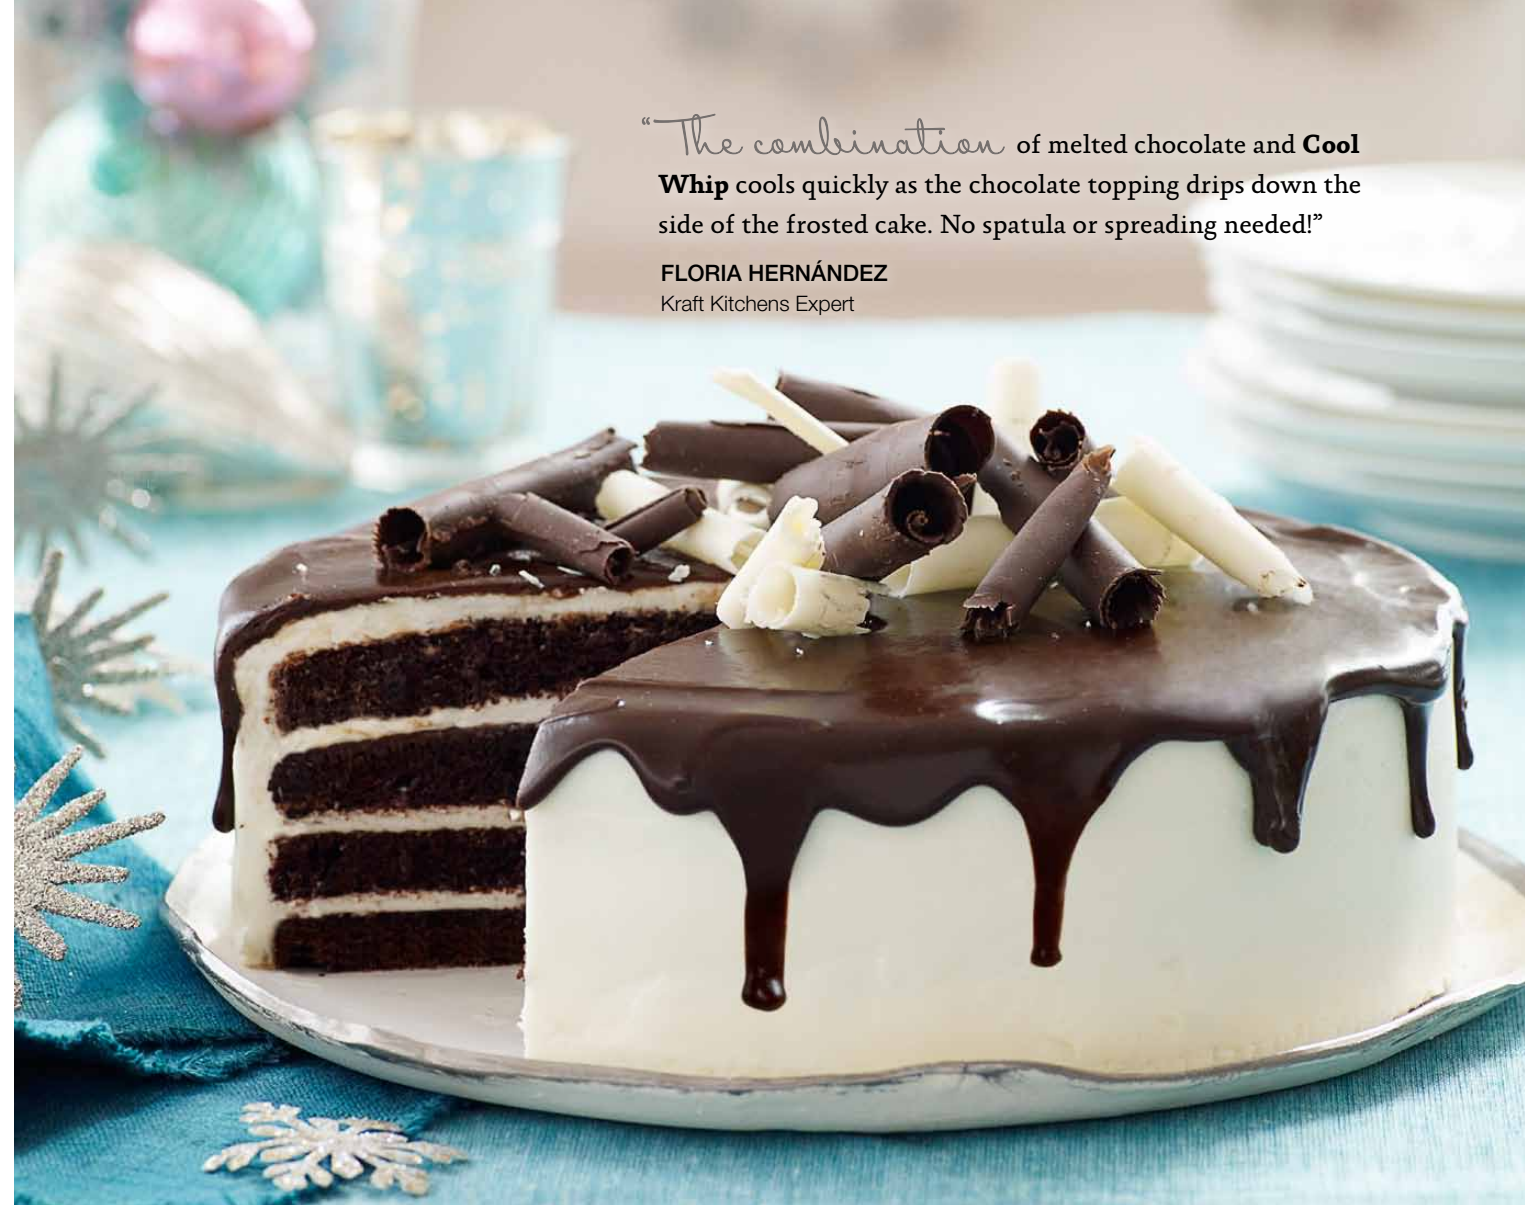 “The combination of melted chocolate and Cool
Whip cools quickly as the chocolate topping drips down the
side of the frosted cake. No spatula or spreading needed!”
FLORIA HERNÁNDEZ
Kraft Kitchens Expert